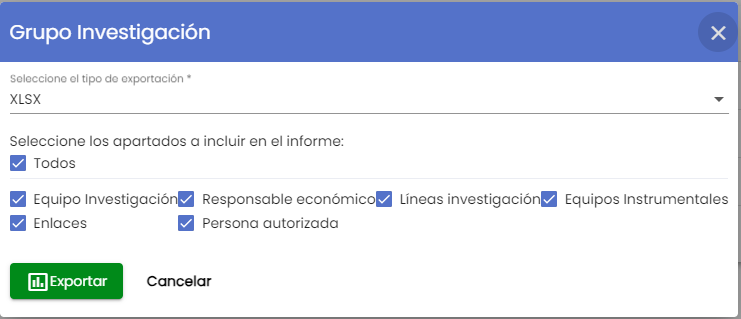 Grupo Investigación
Seleccione el tipo de exportación *
XLSX
Seleccione los apartados a incluir en el informe:
Todos
Equipo Investigación Responsable económico Líneas investigación Equipos Instrumentales
Enlaces Persona autorizada
Exportar Cancelar